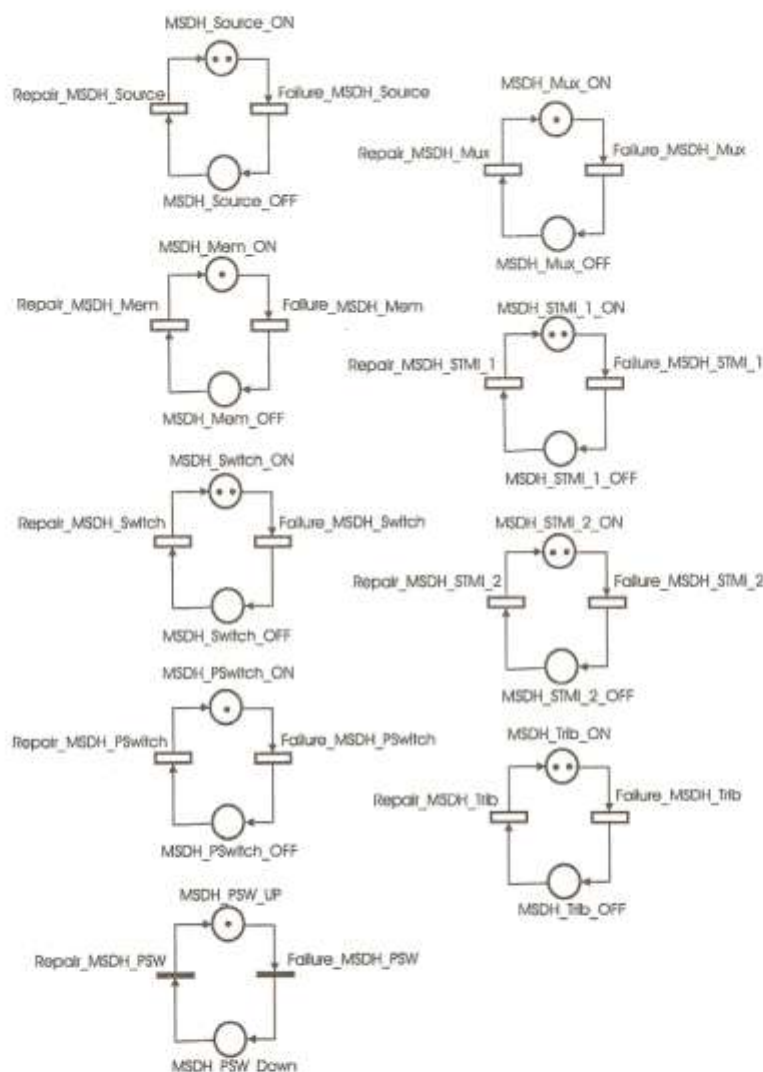 MSDH_Source_ON
Repair_MSDH_Source
Failure_MSDH_Source
MSDH_Source_OFF
MSDH_Mem_ON
Repair_MSDH_Mem
Failure_MSDH_Mem
MSDH_Mem_OFF
MSDH_Switch_ON
Repair_MSDH_Switch
Failure_MSDH_Switch
MSDH_Switch_OFF
MSDH_PSwitch_ON
Repair_MSDH_PSwitch
Failure_MSDH_PSwitch
MSDH_PSwitch_OFF
MSDH_PSW_UP
Repair_MSDH_PSW
Failure_MSDH_PSW
MSDH_PSW_Down
MSDH_Mux_ON
Repair_MSDH_Mux
Failure_MSDH_Mux
MSDH_Mux_OFF
MSDH_STMI_1_ON
Repair_MSDH_STMI_1
Failure_MSDH_STMI_1
MSDH_STMI_1_OFF
MSDH_STMI_2_ON
Repair_MSDH_STMI_2
Failure_MSDH_STMI_2
MSDH_STMI_2_OFF
MSDH_Trib_ON
Repair_MSDH_Trib
Failure_MSDH_Trib
MSDH_Trib_OFF